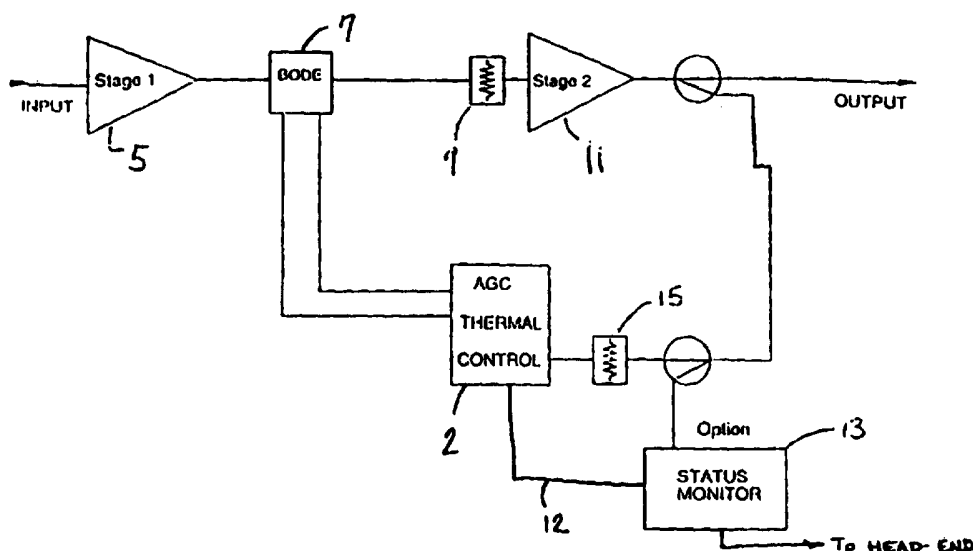 7
BODE
Stage 1
Stage 2
INPUT
OUTPUT
5
9
11
AGC
THERMAL
CONTROL
15
2
Option
13
STATUS
MONITOR
12
TO HEAD-END